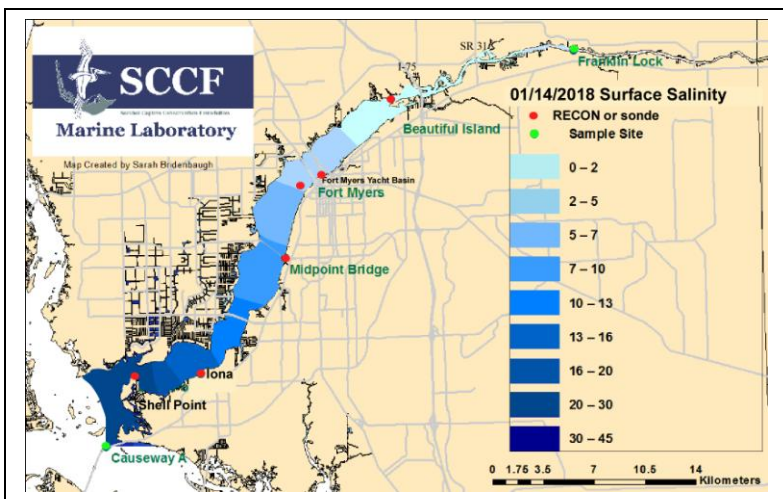 SCCF
Marine Laboratory
Map Created by Sarah Bridenbaugh
I-75
SR 31
Franklin Lock
Beautiful Island
Fort Myers Yacht Basin
Fort Myers
Midpoint Bridge
Iona
Shell Point
Causeway A
01/14/2018 Surface Salinity
RECON or sonde
Sample Site
0 – 2
2 – 5
5 – 7
7 – 10
10 – 13
13 – 16
16 – 20
20 – 30
30 – 45
0 1.75 3.5 7 10.5 14
Kilometers